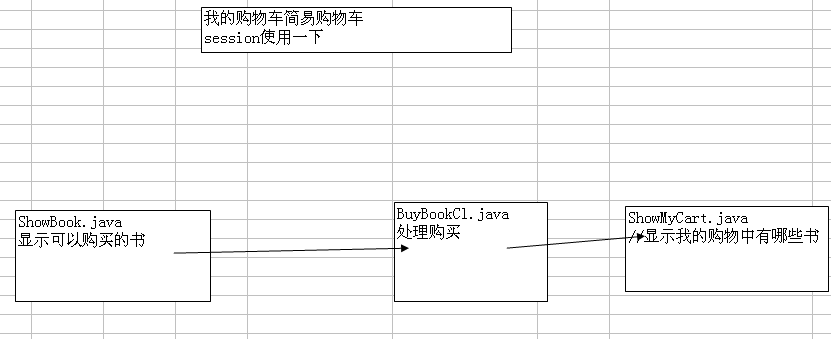 我的购物车简易购物车
session使用一下
ShowBook.java
显示可以购买的书
BuyBookCl.java
处理购买
ShowMyCart.java
//显示我的购物中有哪些书